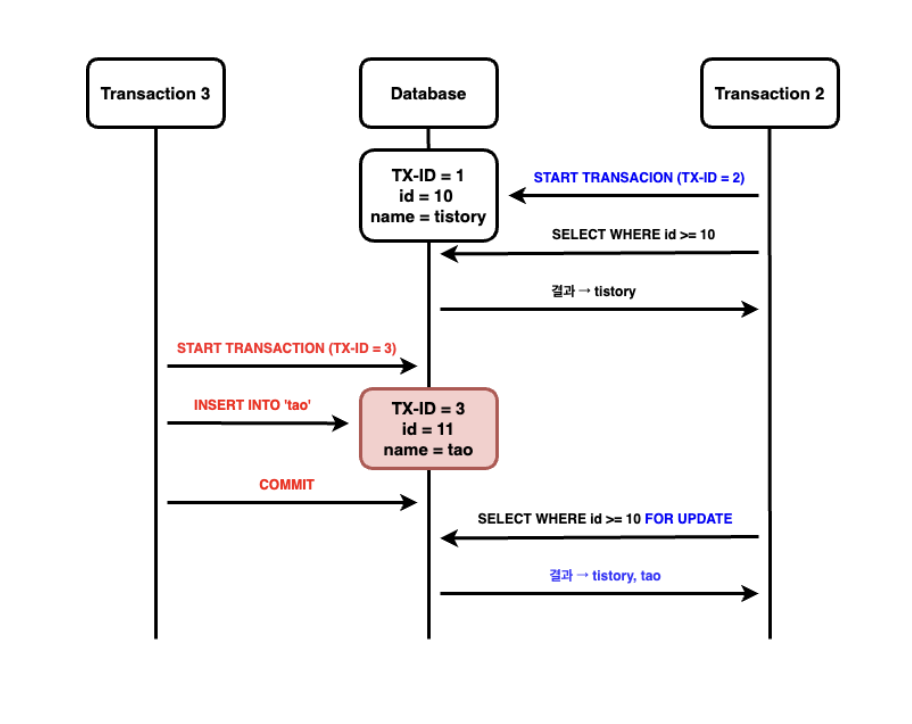 Transaction 3
Database
Transaction 2
TX-ID = 1
id = 10
name = tistory
START TRANSACION (TX-ID = 2)
SELECT WHERE id >= 10
결과 → tistory
START TRANSACTION (TX-ID = 3)
INSERT INTO 'tao'
TX-ID = 3
id = 11
name = tao
COMMIT
SELECT WHERE id >= 10 FOR UPDATE
결과 → tistory, tao